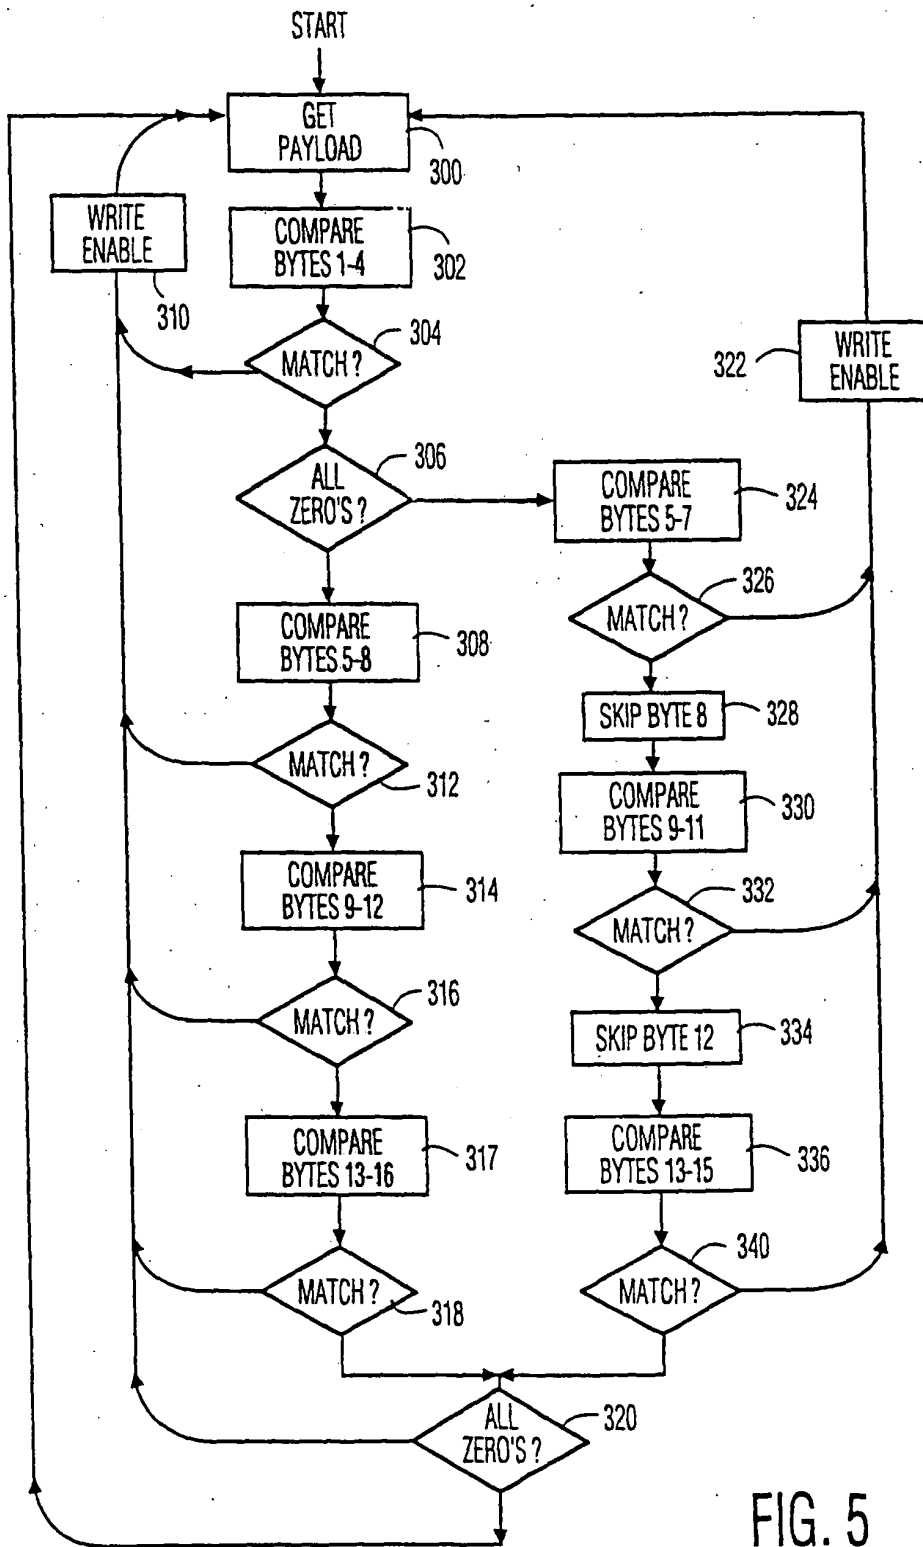 START
GET
PAYLOAD
300
COMPARE
BYTES 1-4
302
WRITE
ENABLE
310
MATCH?
304
322
WRITE
ENABLE
ALL
ZERO'S?
306
COMPARE
BYTES 5-7
324
MATCH?
326
COMPARE
BYTES 5-8
308
SKIP BYTE 8
328
MATCH?
312
COMPARE
BYTES 9-11
330
COMPARE
BYTES 9-12
314
MATCH?
332
MATCH?
316
SKIP BYTE 12
334
COMPARE
BYTES 13-16
317
COMPARE
BYTES 13-15
336
MATCH?
318
MATCH?
340
ALL
ZERO'S?
320
FIG. 5